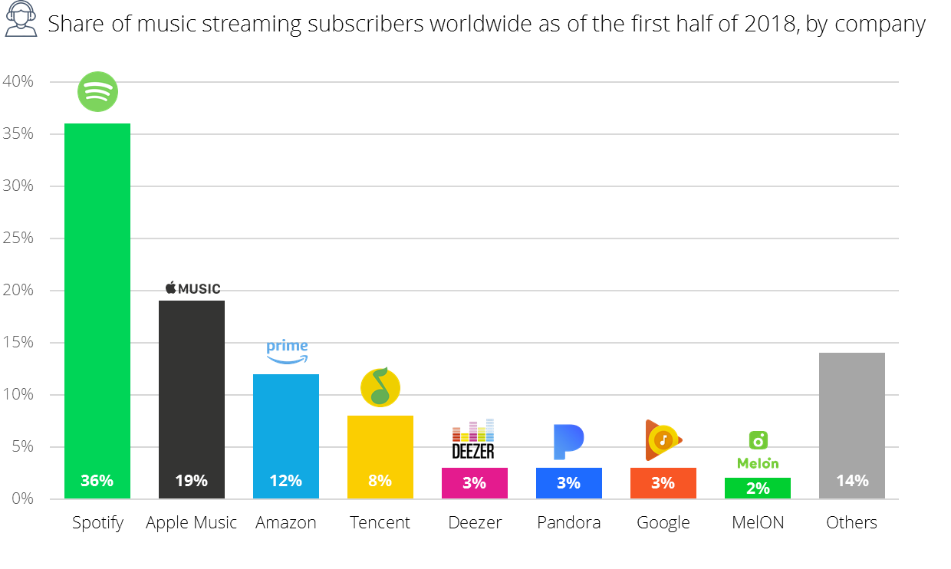 Share of music streaming subscribers worldwide as of the first half of 2018, by company
40%
35%
30%
25%
20%
15%
10%
5%
0%
MUSIC
prime
DEEZER
Melon
36%
19%
12%
8%
3%
3%
3%
2%
14%
Spotify
Apple Music
Amazon
Tencent
Deezer
Pandora
Google
MelON
Others